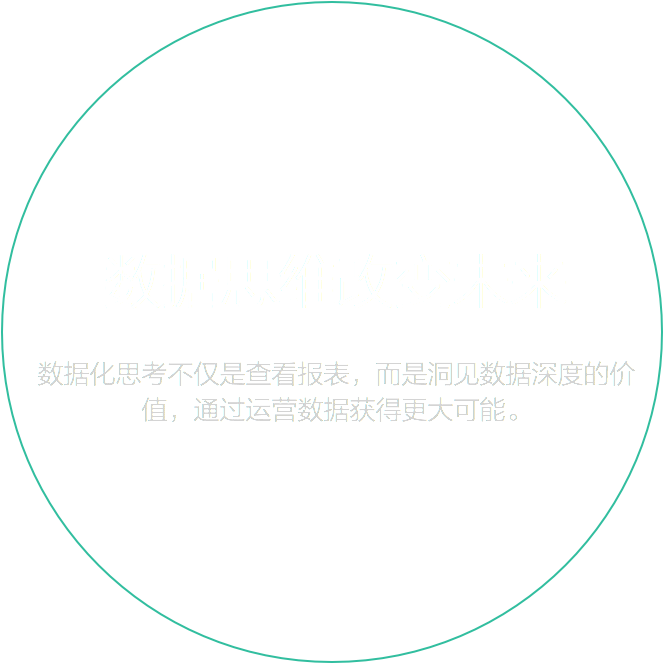 数据化思考不仅是查看报表，而是洞见数据深度的价
值，通过运营数据获得更大可能。